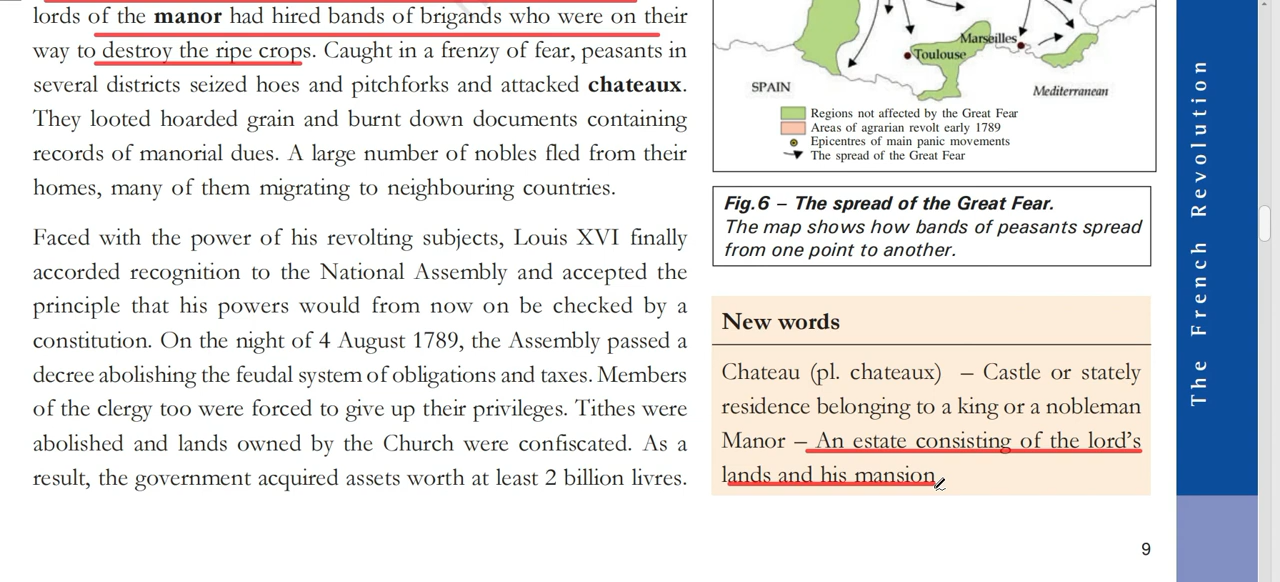 lords of the manor had hired bands of brigands who were on their
way to destroy the ripe crops. Caught in a frenzy of fear, peasants in
several districts seized hoes and pitchforks and attacked chateaux.
They looted hoarded grain and burnt down documents containing
records of manorial dues. A large number of nobles fled from their
homes, many of them migrating to neighbouring countries.
Faced with the power of his revolting subjects, Louis XVI finally
accorded recognition to the National Assembly and accepted the
principle that his powers would from now on be checked by a
constitution. On the night of 4 August 1789, the Assembly passed a
decree abolishing the feudal system of obligations and taxes. Members
of the clergy too were forced to give up their privileges. Tithes were
abolished and lands owned by the Church were confiscated. As a
result, the government acquired assets worth at least 2 billion livres.
Marseilles
Toulouse
SPAIN
Mediterranean
Regions not affected by the Great Fear
Areas of agrarian revolt early 1789
Epicentres of main panic movements
The spread of the Great Fear
Fig.6 – The spread of the Great Fear.
The map shows how bands of peasants spread
from one point to another.
New words
Chateau (pl. chateaux) – Castle or stately
residence belonging to a king or a nobleman
Manor – An estate consisting of the lord's
lands and his mansion
The French Revolution
9